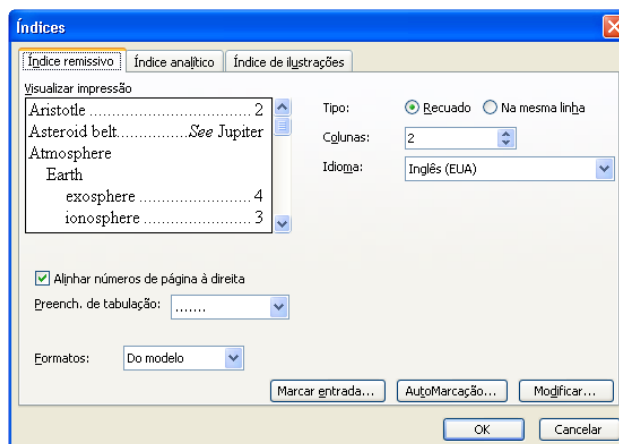 Índices
Índice remissivo Índice analítico Índice de ilustrações
Visualizar impressão
Aristotle ................................. 2
Asteroid belt..............See Jupiter
Atmosphere
Earth
exosphere ......................... 4
ionosphere ........................ 3
Tipo: Recuado Na mesma linha
Colunas: 2
Idioma: Inglês (EUA)
Alinhar números de página à direita
Preench. de tabulação: .......
Formatos: Do modelo
Marcar entrada... AutoMarcação... Modificar...
OK Cancelar